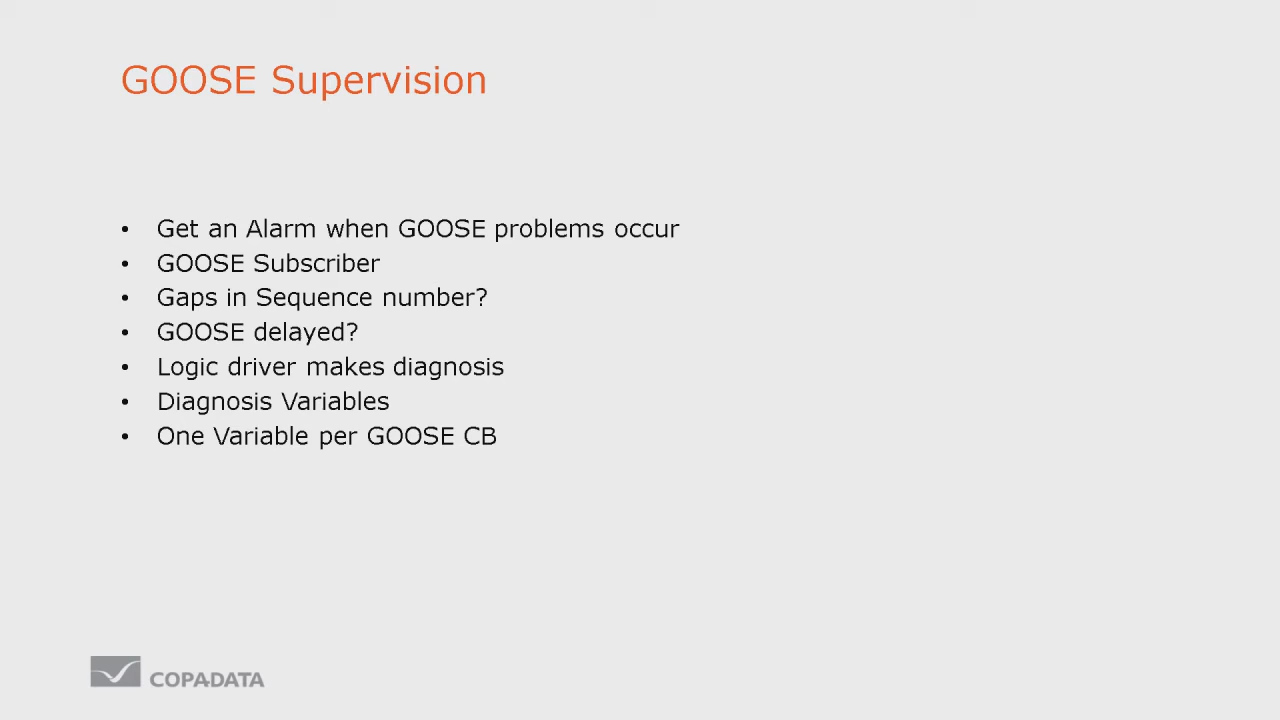 GOOSE Supervision
• Get an Alarm when GOOSE problems occur
• GOOSE Subscriber
• Gaps in Sequence number?
• GOOSE delayed?
• Logic driver makes diagnosis
• Diagnosis Variables
• One Variable per GOOSE CB
COPADATA